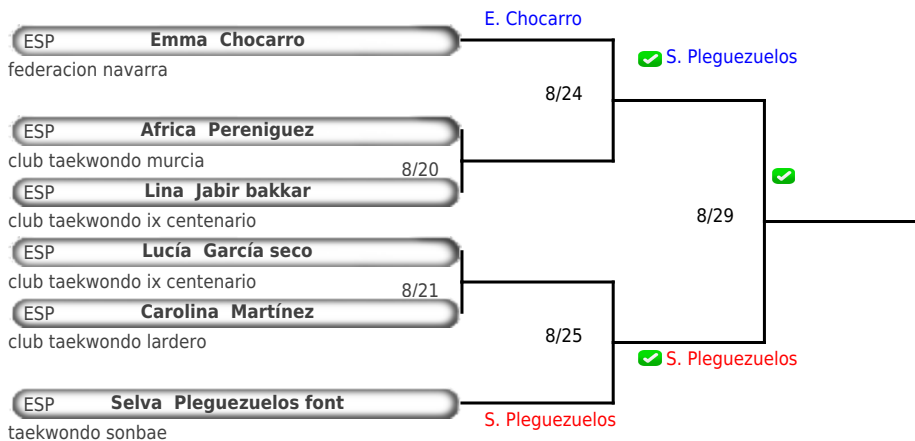 E. Chocarro
ESP Emma Chocarro
federacion navarra
S. Pleguezuelos
8/24
ESP Africa Pereniguez
club taekwondo murcia
8/20
ESP Lina Jabir bakkar
club taekwondo ix centenario
8/29
ESP Lucía García seco
club taekwondo ix centenario
8/21
ESP Carolina Martínez
club taekwondo lardero
8/25
S. Pleguezuelos
ESP Selva Pleguezuelos font
S. Pleguezuelos
taekwondo sonbae